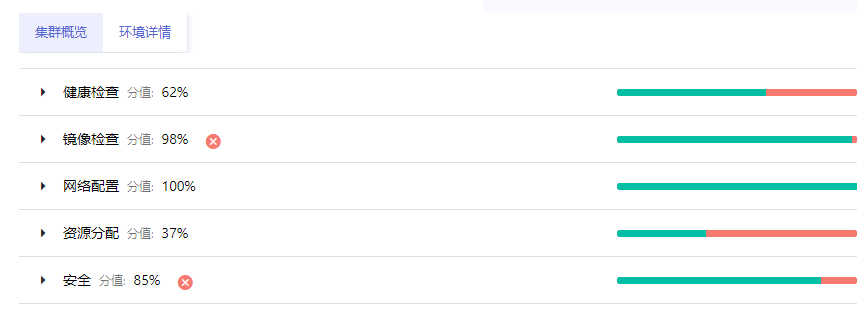 集群概览 环境详情
健康检查 分值: 62%
镜像检查 分值: 98%
网络配置 分值: 100%
资源分配 分值: 37%
安全 分值: 85%